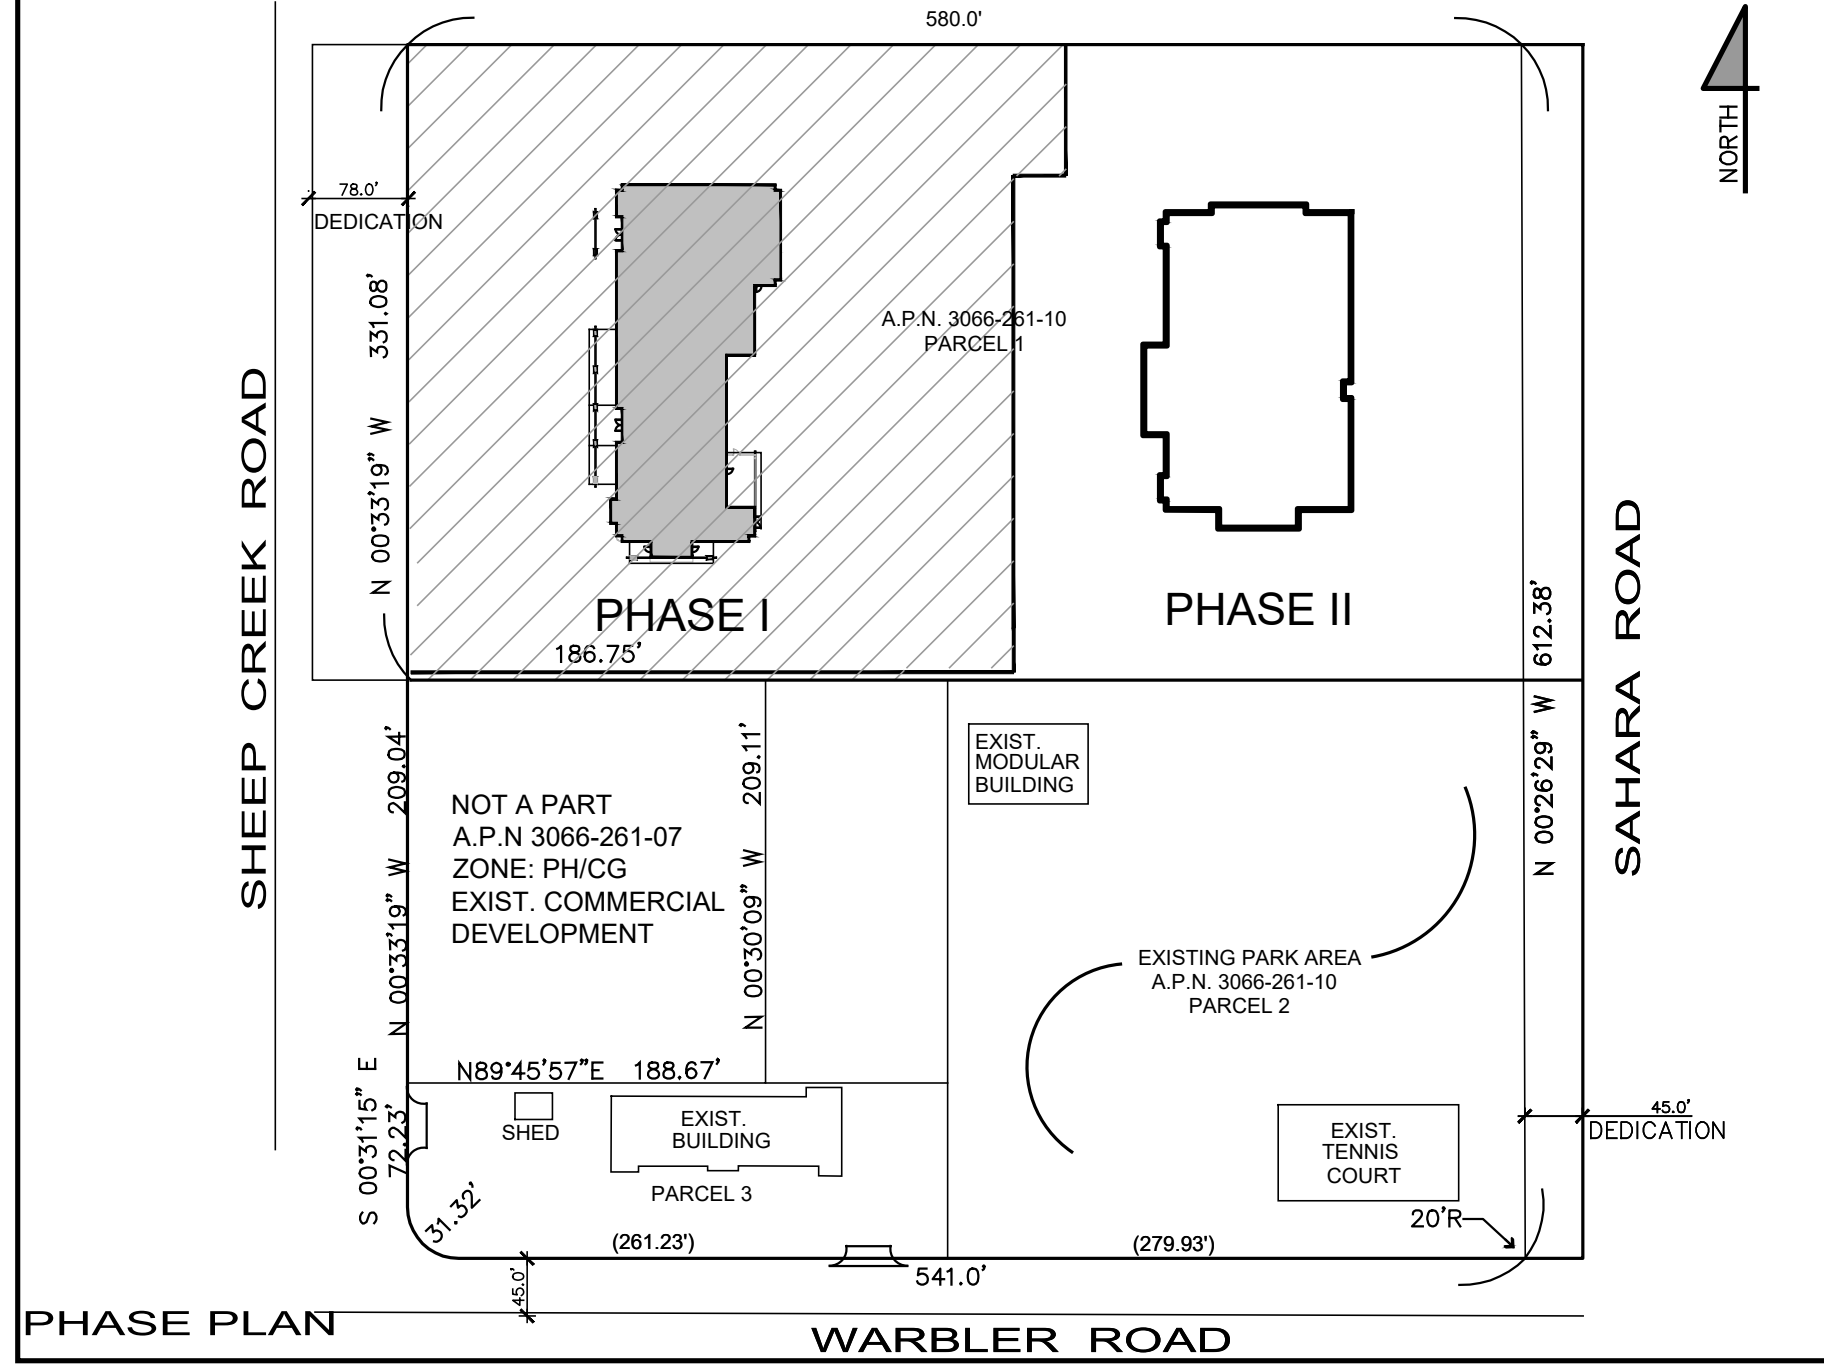 580.0'
NORTH
78.0'
DEDICATION
N 00°33'19" W 331.08'
A.P.N. 3066-261-10
PARCEL 1
SHEEP CREEK ROAD
PHASE I
186.75'
PHASE II
N 00°26'29" W 612.38'
SAHARA ROAD
N 00°33'19" W 209.04'
NOT A PART
A.P.N 3066-261-07
ZONE: PH/CG
EXIST. COMMERCIAL
DEVELOPMENT
N 00°30'09" W 209.11'
EXIST.
MODULAR
BUILDING
EXISTING PARK AREA
A.P.N. 3066-261-10
PARCEL 2
N89°45'57"E 188.67'
S 00°31'15" E
72.23'
SHED
EXIST.
BUILDING
PARCEL 3
EXIST.
TENNIS
COURT
45.0'
DEDICATION
20'R
31.32'
(261.23')
(279.93')
541.0'
45.0'
PHASE PLAN
WARBLER ROAD